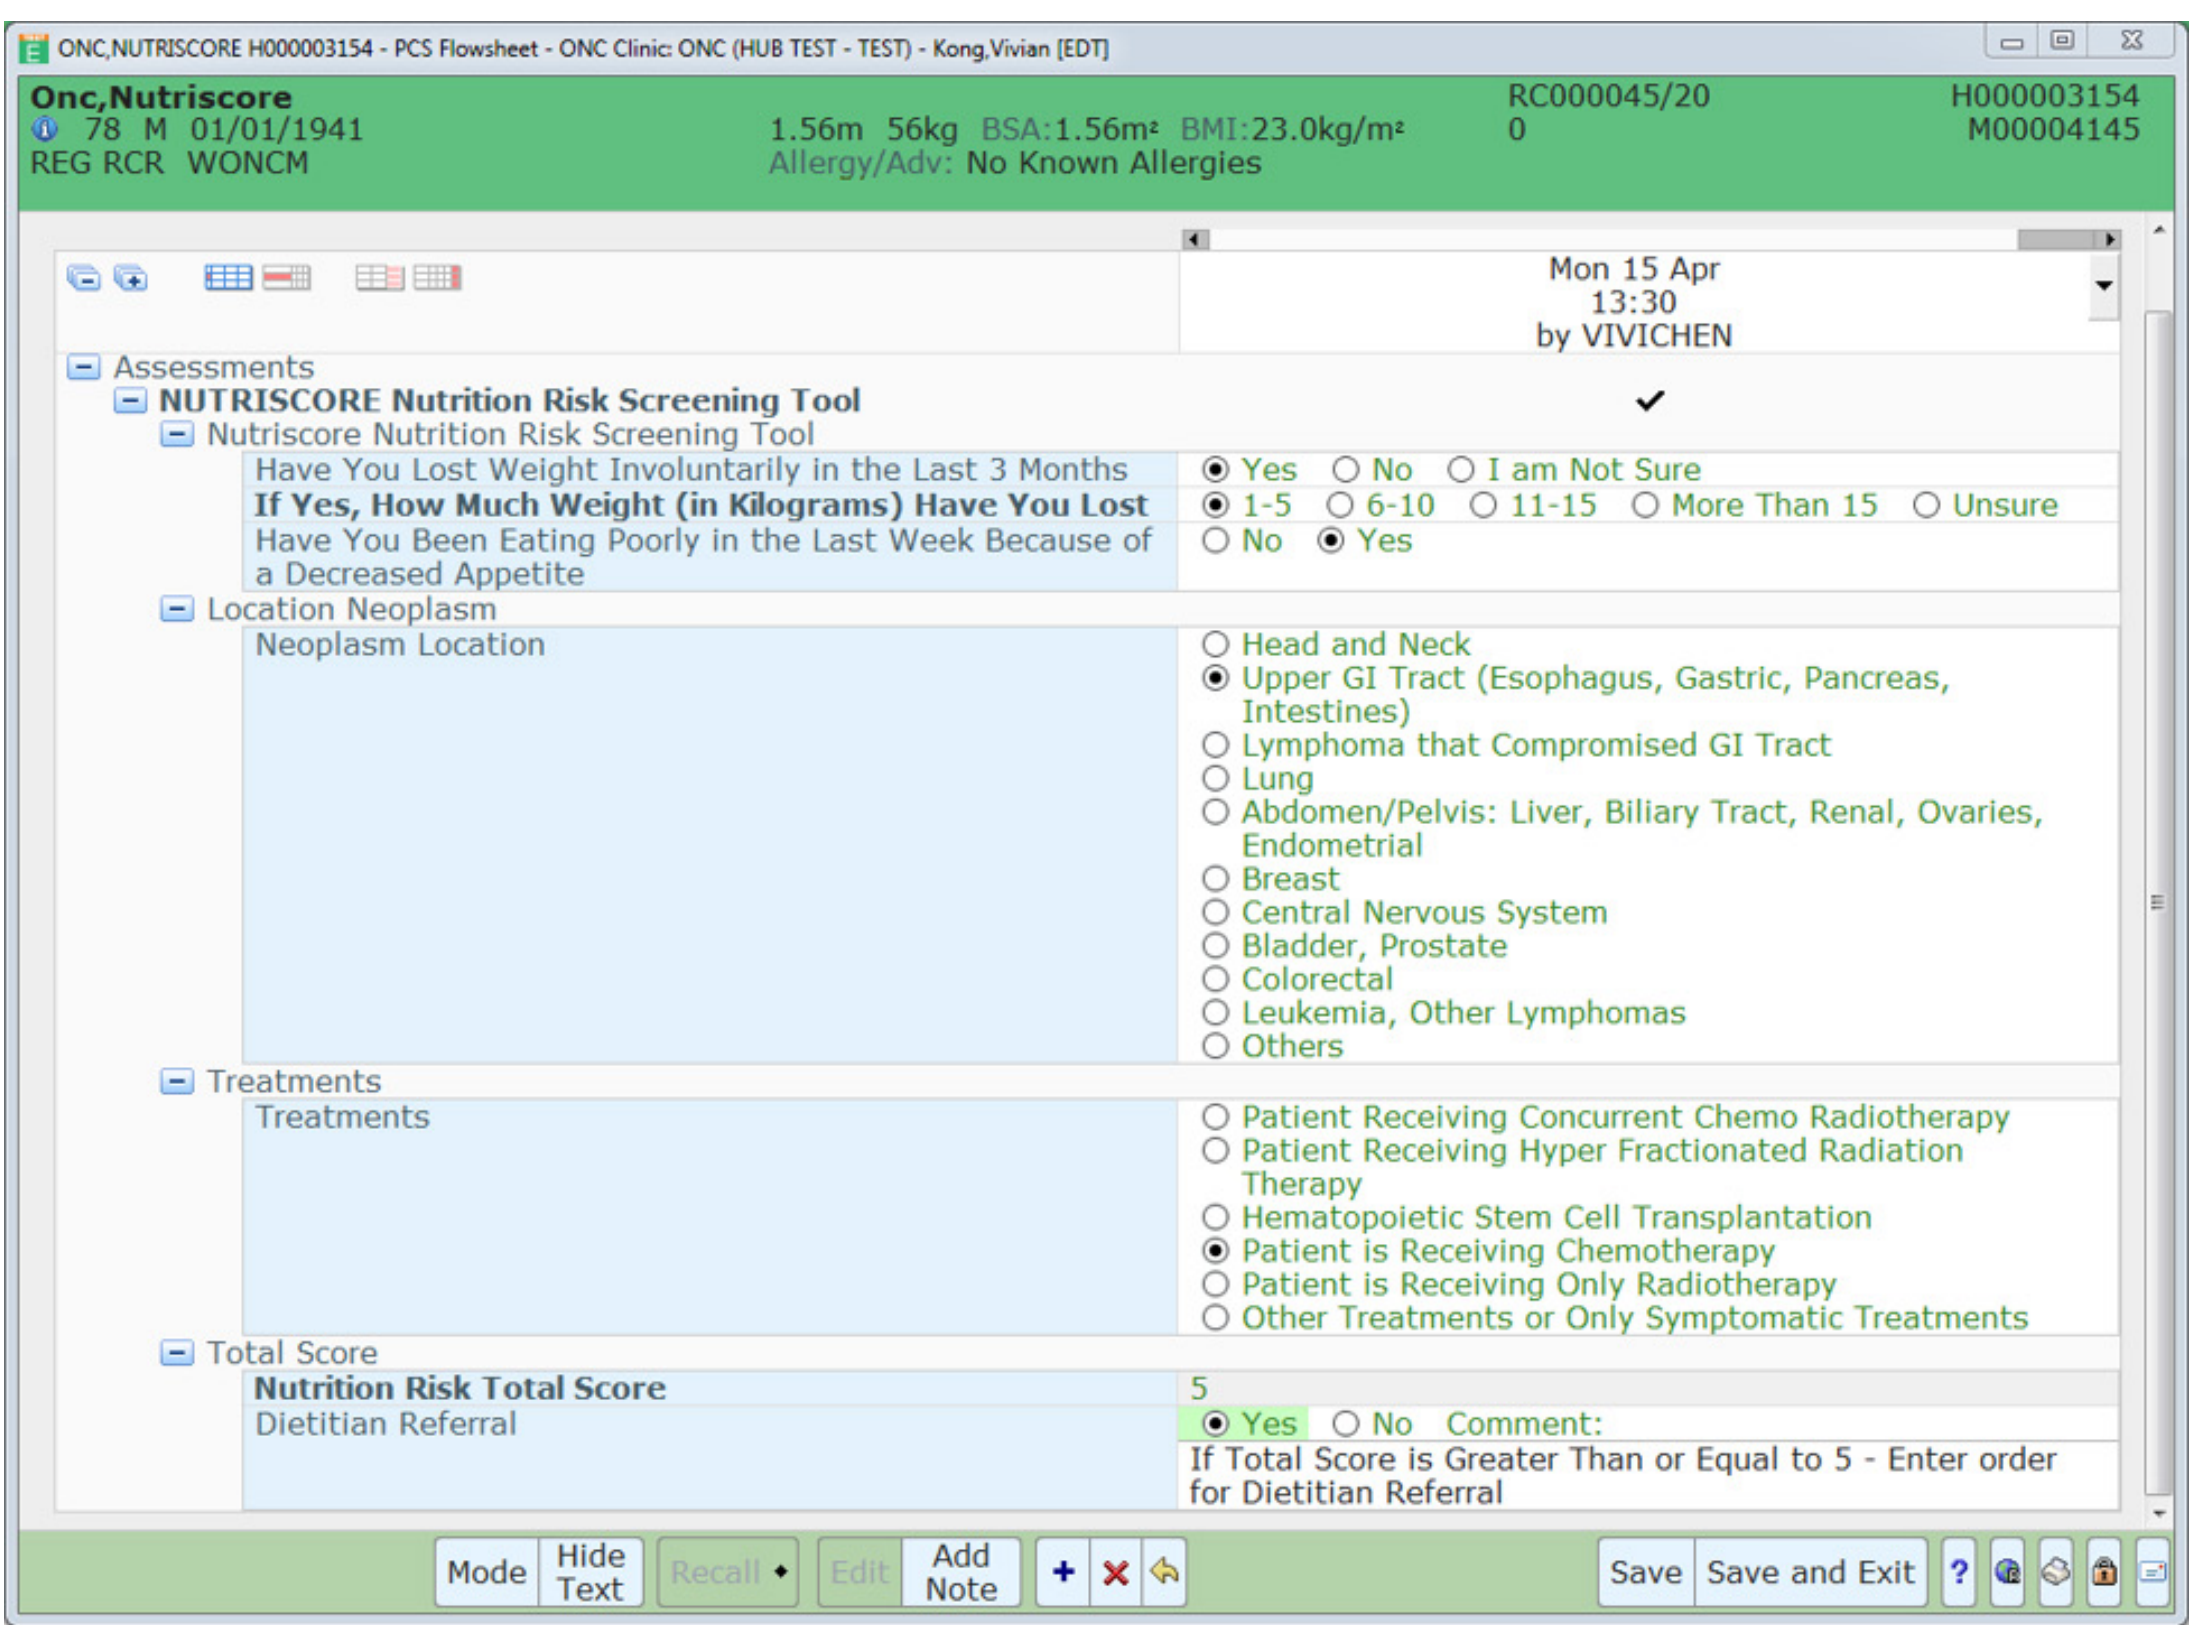 ONC,NUTRISCORE H000003154 - PCS Flowsheet - ONC Clinic: ONC (HUB TEST - TEST) - Kong,Vivian [EDT]
Onc,Nutriscore
RC000045/20
H000003154
78 M 01/01/1941
1.56m 56kg BSA:1.56m² BMI:23.0kg/m²
0
M00004145
REG RCR WONCM
Allergy/Adv: No Known Allergies
Mon 15 Apr
13:30
by VIVICHEN
Assessments
NUTRISCORE Nutrition Risk Screening Tool
Nutriscore Nutrition Risk Screening Tool
Have You Lost Weight Involuntarily in the Last 3 Months
Yes No I am Not Sure
If Yes, How Much Weight (in Kilograms) Have You Lost
1-5 6-10 11-15 More Than 15 Unsure
Have You Been Eating Poorly in the Last Week Because of
a Decreased Appetite
No Yes
Location Neoplasm
Neoplasm Location
Head and Neck
Upper GI Tract (Esophagus, Gastric, Pancreas,
Intestines)
Lymphoma that Compromised GI Tract
Lung
Abdomen/Pelvis: Liver, Biliary Tract, Renal, Ovaries,
Endometrial
Breast
Central Nervous System
Bladder, Prostate
Colorectal
Leukemia, Other Lymphomas
Others
Treatments
Treatments
Patient Receiving Concurrent Chemo Radiotherapy
Patient Receiving Hyper Fractionated Radiation
Therapy
Hematopoietic Stem Cell Transplantation
Patient is Receiving Chemotherapy
Patient is Receiving Only Radiotherapy
Other Treatments or Only Symptomatic Treatments
Total Score
Nutrition Risk Total Score
5
Dietitian Referral
Yes No Comment:
If Total Score is Greater Than or Equal to 5 - Enter order
for Dietitian Referral
Mode
Hide
Text
Recall
Edit
Add
Note
Save
Save and Exit
?